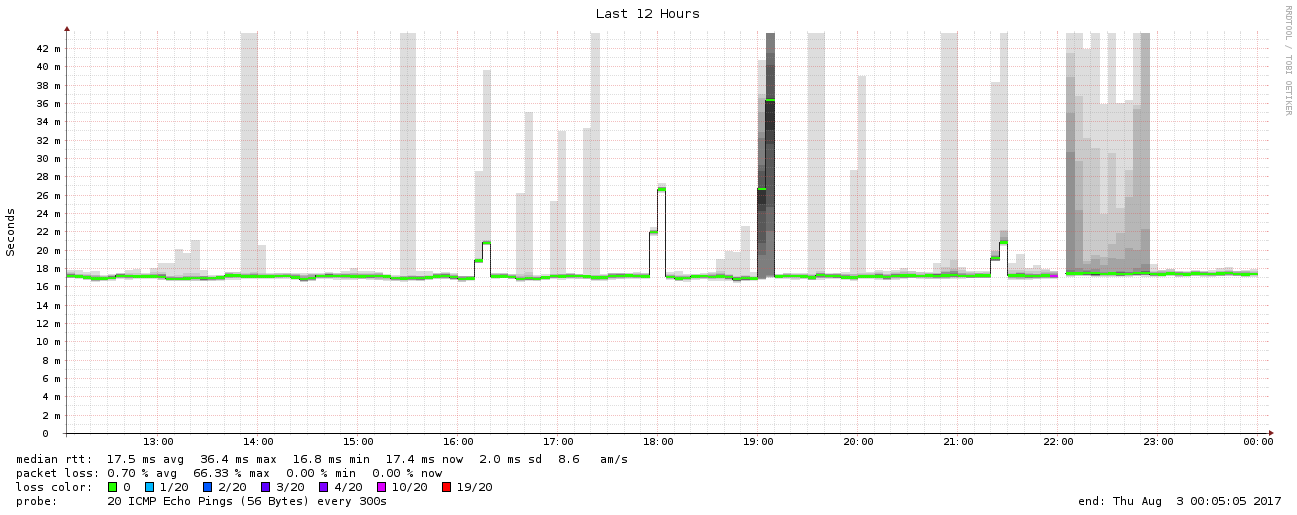 Last 12 Hours
RRDTOOL / TOBI OETIKER
Seconds
42 m
40 m
38 m
36 m
34 m
32 m
30 m
28 m
26 m
24 m
22 m
20 m
18 m
16 m
14 m
12 m
10 m
8 m
6 m
4 m
2 m
0
13:00 14:00 15:00 16:00 17:00 18:00 19:00 20:00 21:00 22:00 23:00 00:00
median rtt: 17.5 ms avg 36.4 ms max 16.8 ms min 17.4 ms now 2.0 ms sd 8.6 am/s
packet loss: 0.70 % avg 66.33 % max 0.00 % min 0.00 % now
loss color: 0 1/20 2/20 3/20 4/20 10/20 19/20
probe: 20 ICMP Echo Pings (56 Bytes) every 300s end: Thu Aug 3 00:05:05 2017